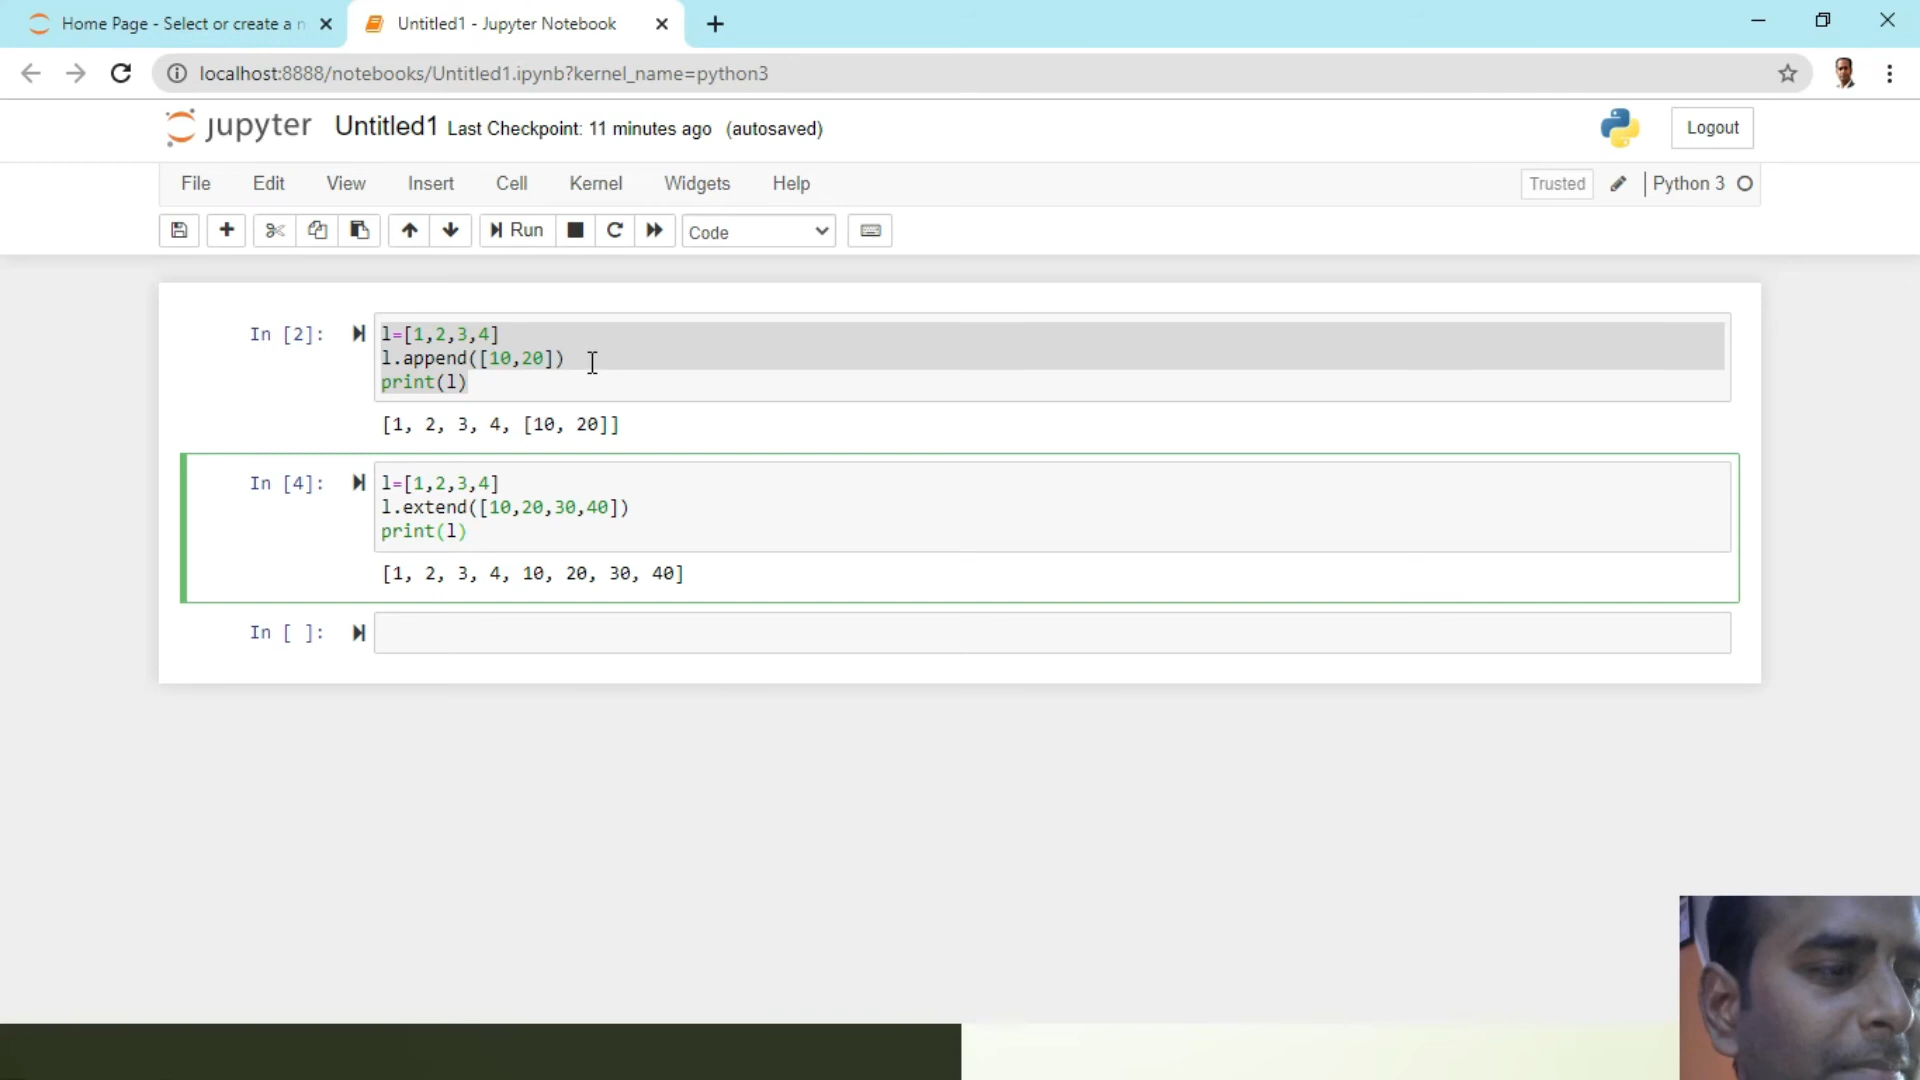 Home Page - Select or create a n
Untitled1 - Jupyter Notebook
localhost:8888/notebooks/Untitled1.ipynb?kernel_name=python3
jupyter Untitled1 Last Checkpoint: 11 minutes ago (autosaved)
Logout
File Edit View Insert Cell Kernel Widgets Help
Trusted
Python 3
Run
Code
In [2]:
l=[1,2,3,4]
l.append([10,20])
print(l)
[1, 2, 3, 4, [10, 20]]
In [4]:
l=[1,2,3,4]
l.extend([10,20,30,40])
print(l)
[1, 2, 3, 4, 10, 20, 30, 40]
In [ ]: